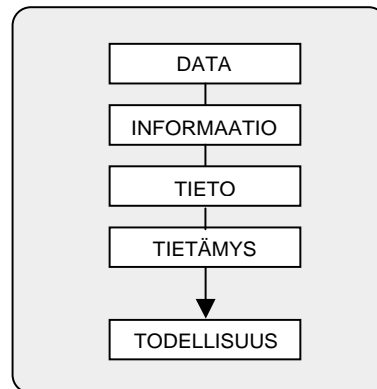 DATA
INFORMAATIO
TIETO
TIETÄMYS
TODELLISUUS